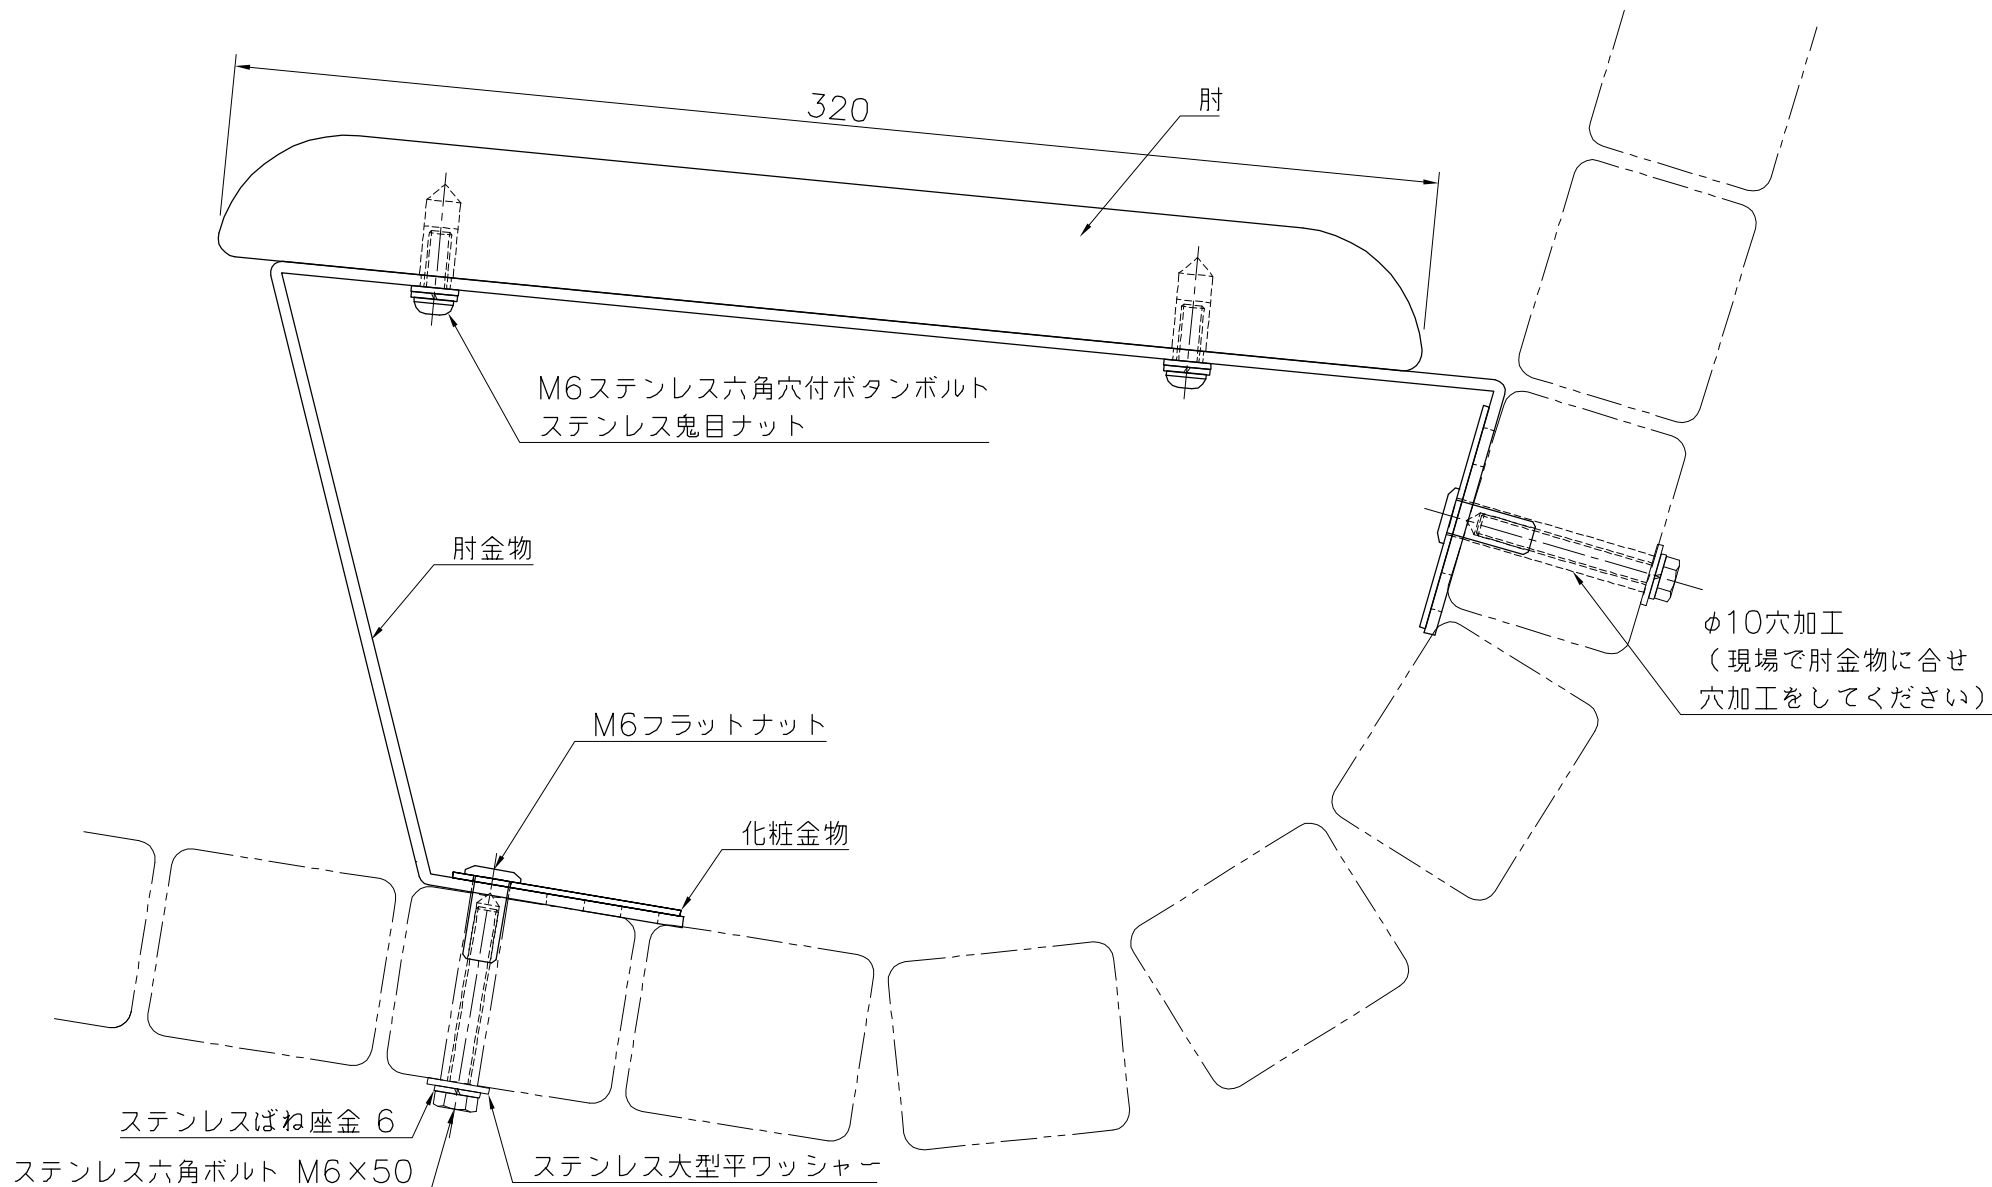 320
肘
M6ステンレス六角穴付ボタンボルト
ステンレス鬼目ナット
肘金物
φ10穴加工
（現場で肘金物に合せ
穴加工をしてください）
M6フラットナット
化粧金物
ステンレスばね座金 6
ステンレス六角ボルト M6×50
ステンレス大型平ワッシャー